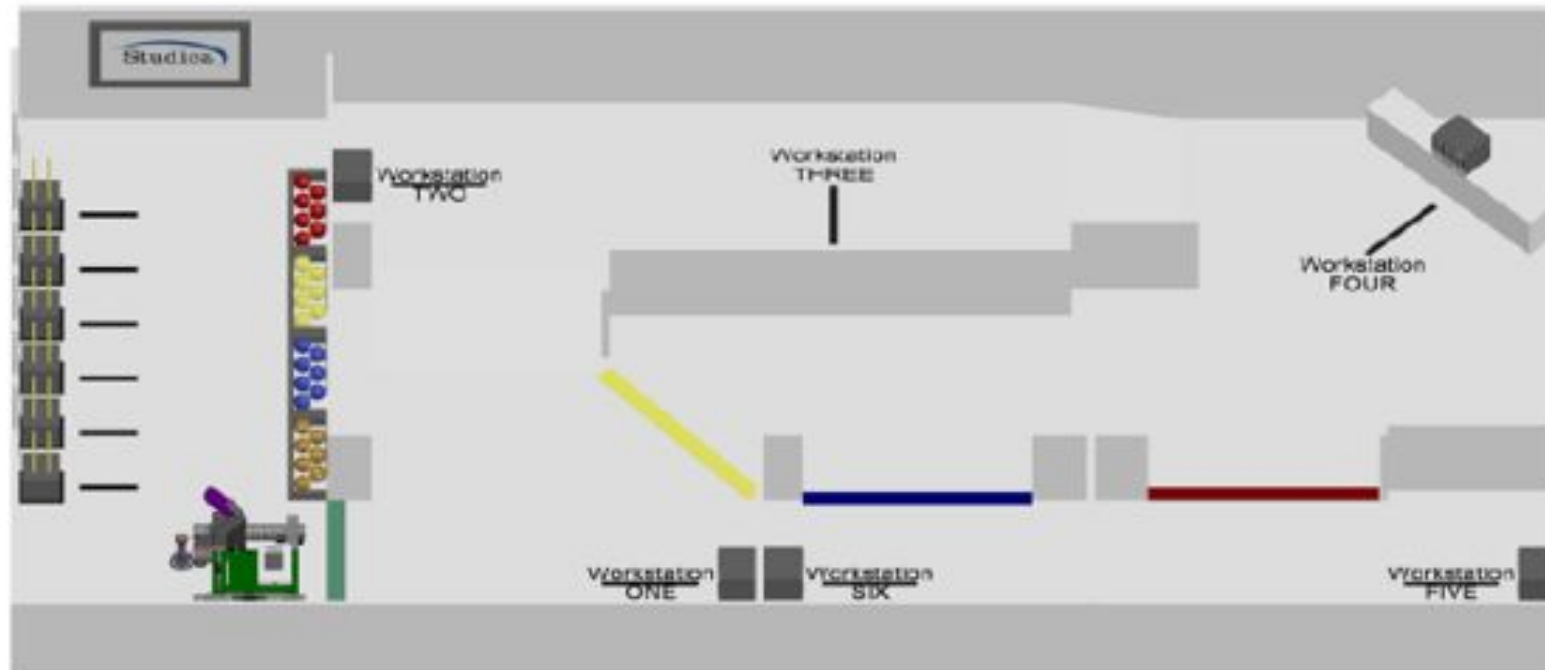 Studica
Workstation
TWO
Workstation
THREE
Workstation
FOUR
Workstation
ONE
Workstation
SIX
Workstation
FIVE